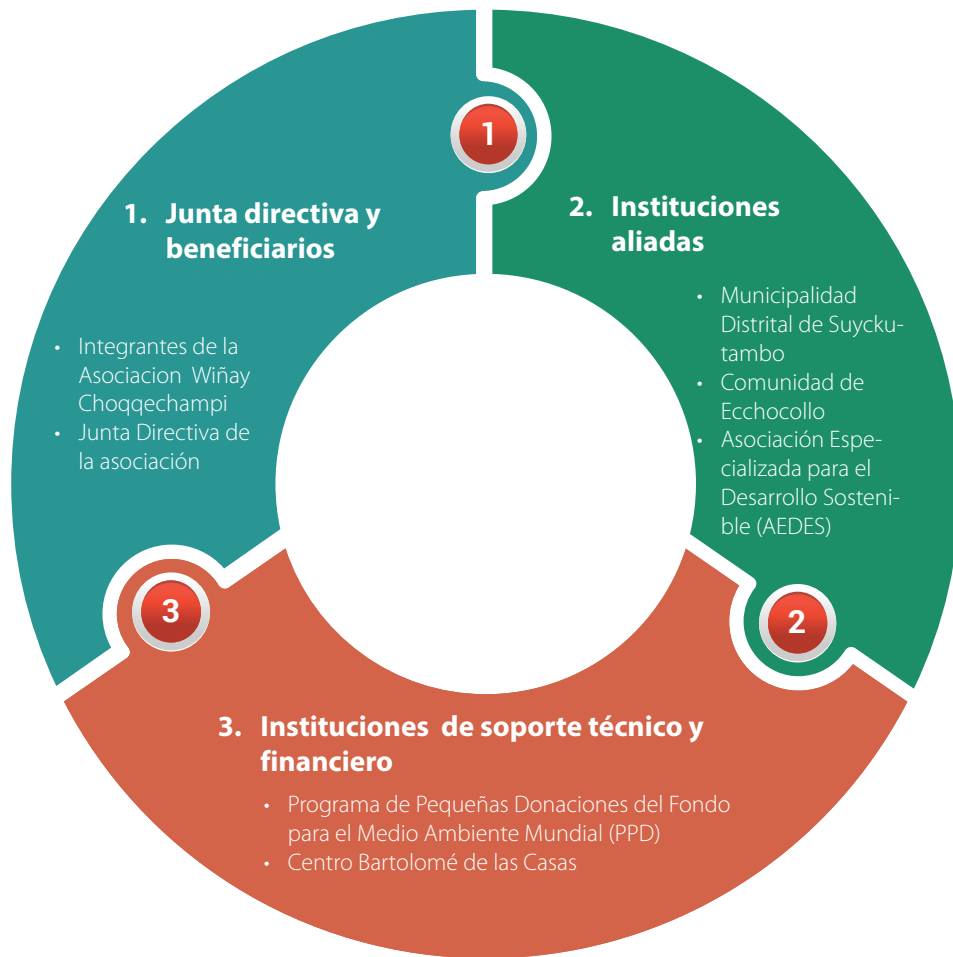 1
1. Junta directiva y
beneficiarios
• Integrantes de la
Asociacion Wiñay
Choqqechampi
• Junta Directiva de
la asociación
2. Instituciones
aliadas
• Municipalidad
Distrital de Suycku-
tambo
• Comunidad de
Ecchocollo
• Asociación Espe-
cializada para el
Desarrollo Sosteni-
ble (AEDES)
2
3
3. Instituciones de soporte técnico y
financiero
• Programa de Pequeñas Donaciones del Fondo
para el Medio Ambiente Mundial (PPD)
• Centro Bartolomé de las Casas